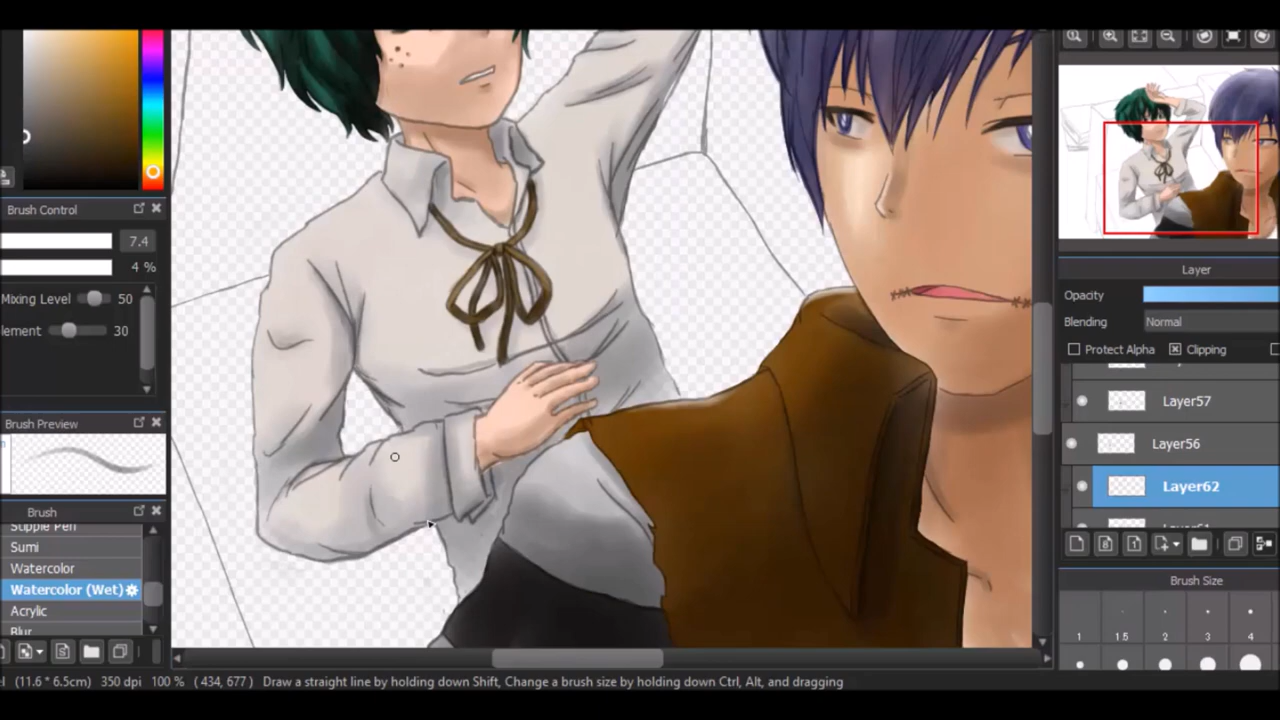 Brush Control
7.4
4 %
Mixing Level 50
lement 30
Brush Preview
Brush
Supple Pen
Sumi
Watercolor
Watercolor (Wet)
Acrylic
Blur
Layer
Opacity
Blending Normal
Protect Alpha Clipping
Layer57
Layer56
Layer62
Brush Size
1 1.5 2 3 4
(11.6 * 6.5cm) 350 dpi 100 % ( 434, 677 ) Draw a straight line by holding down Shift, Change a brush size by holding down Ctrl, Alt, and dragging